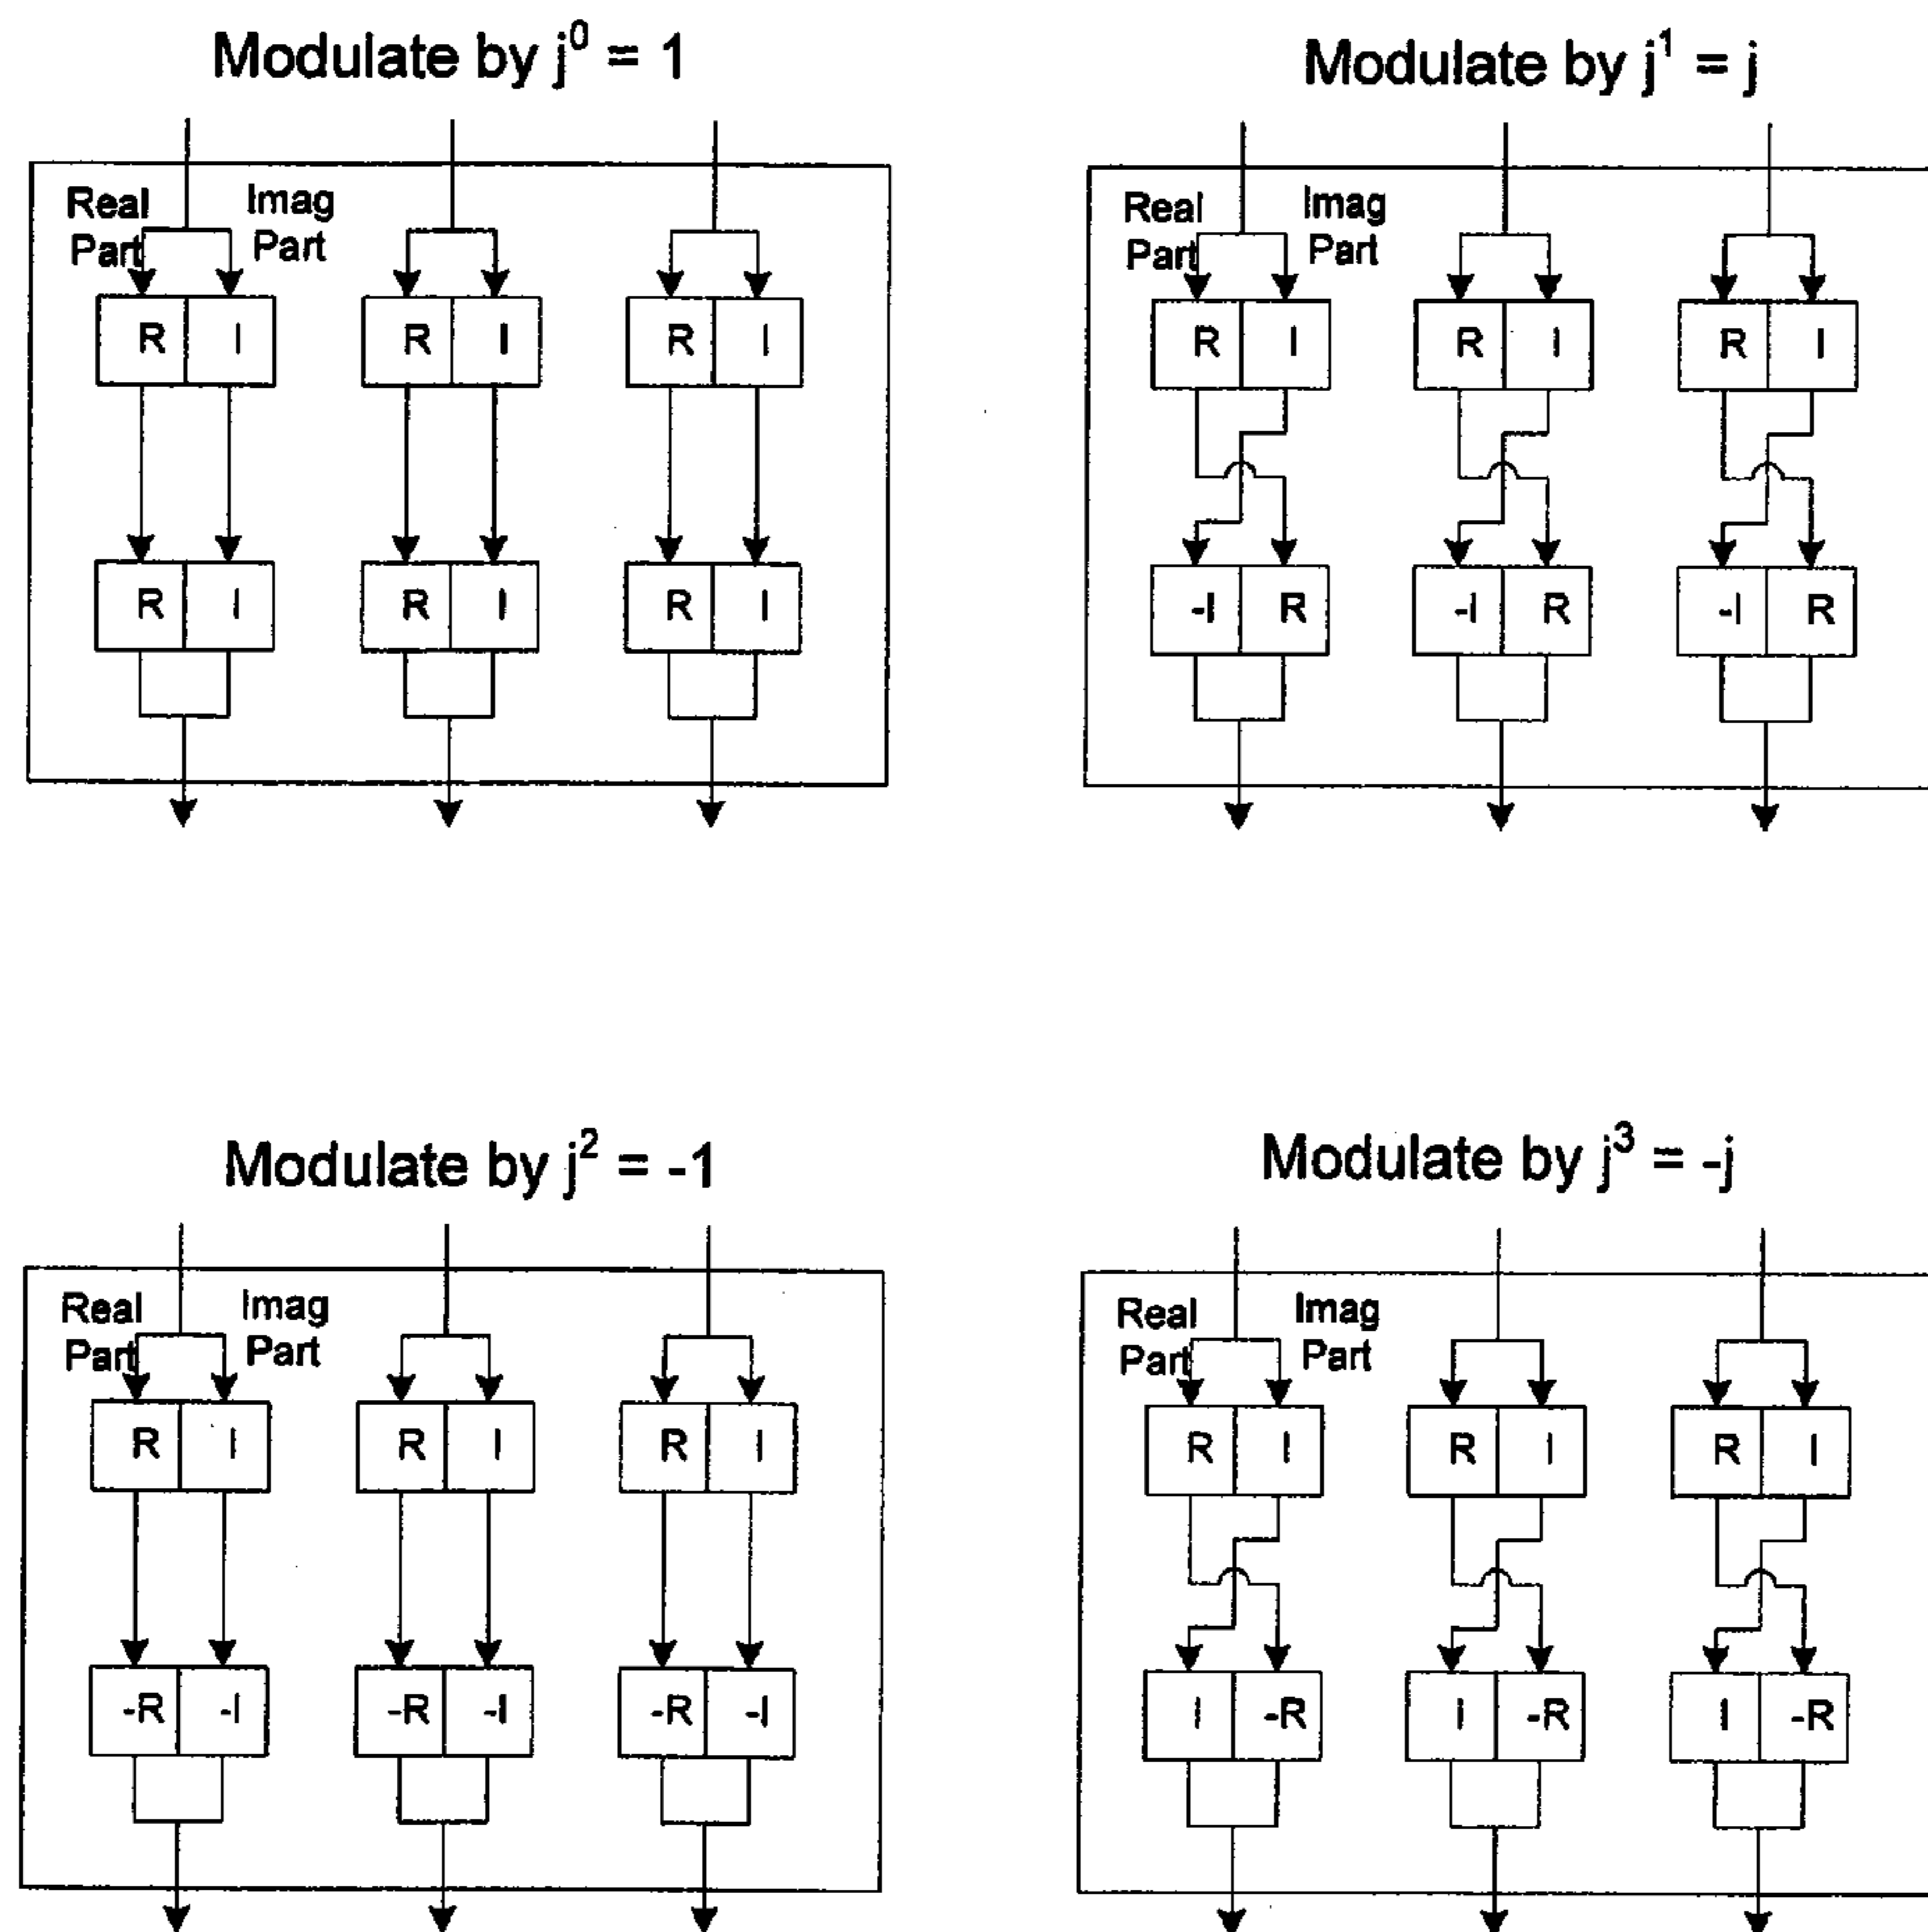 Modulate by j⁰ = 1
Real Imag
Part Part
R I R I R I
R I R I R I
Modulate by j¹ = j
Real Imag
Part Part
R I R I R I
-I R -I R -I R
Modulate by j² = -1
Real Imag
Part Part
R I R I R I
-R -I -R -I -R -I
Modulate by j³ = -j
Real Imag
Part Part
R I R I R I
I -R I -R I -R